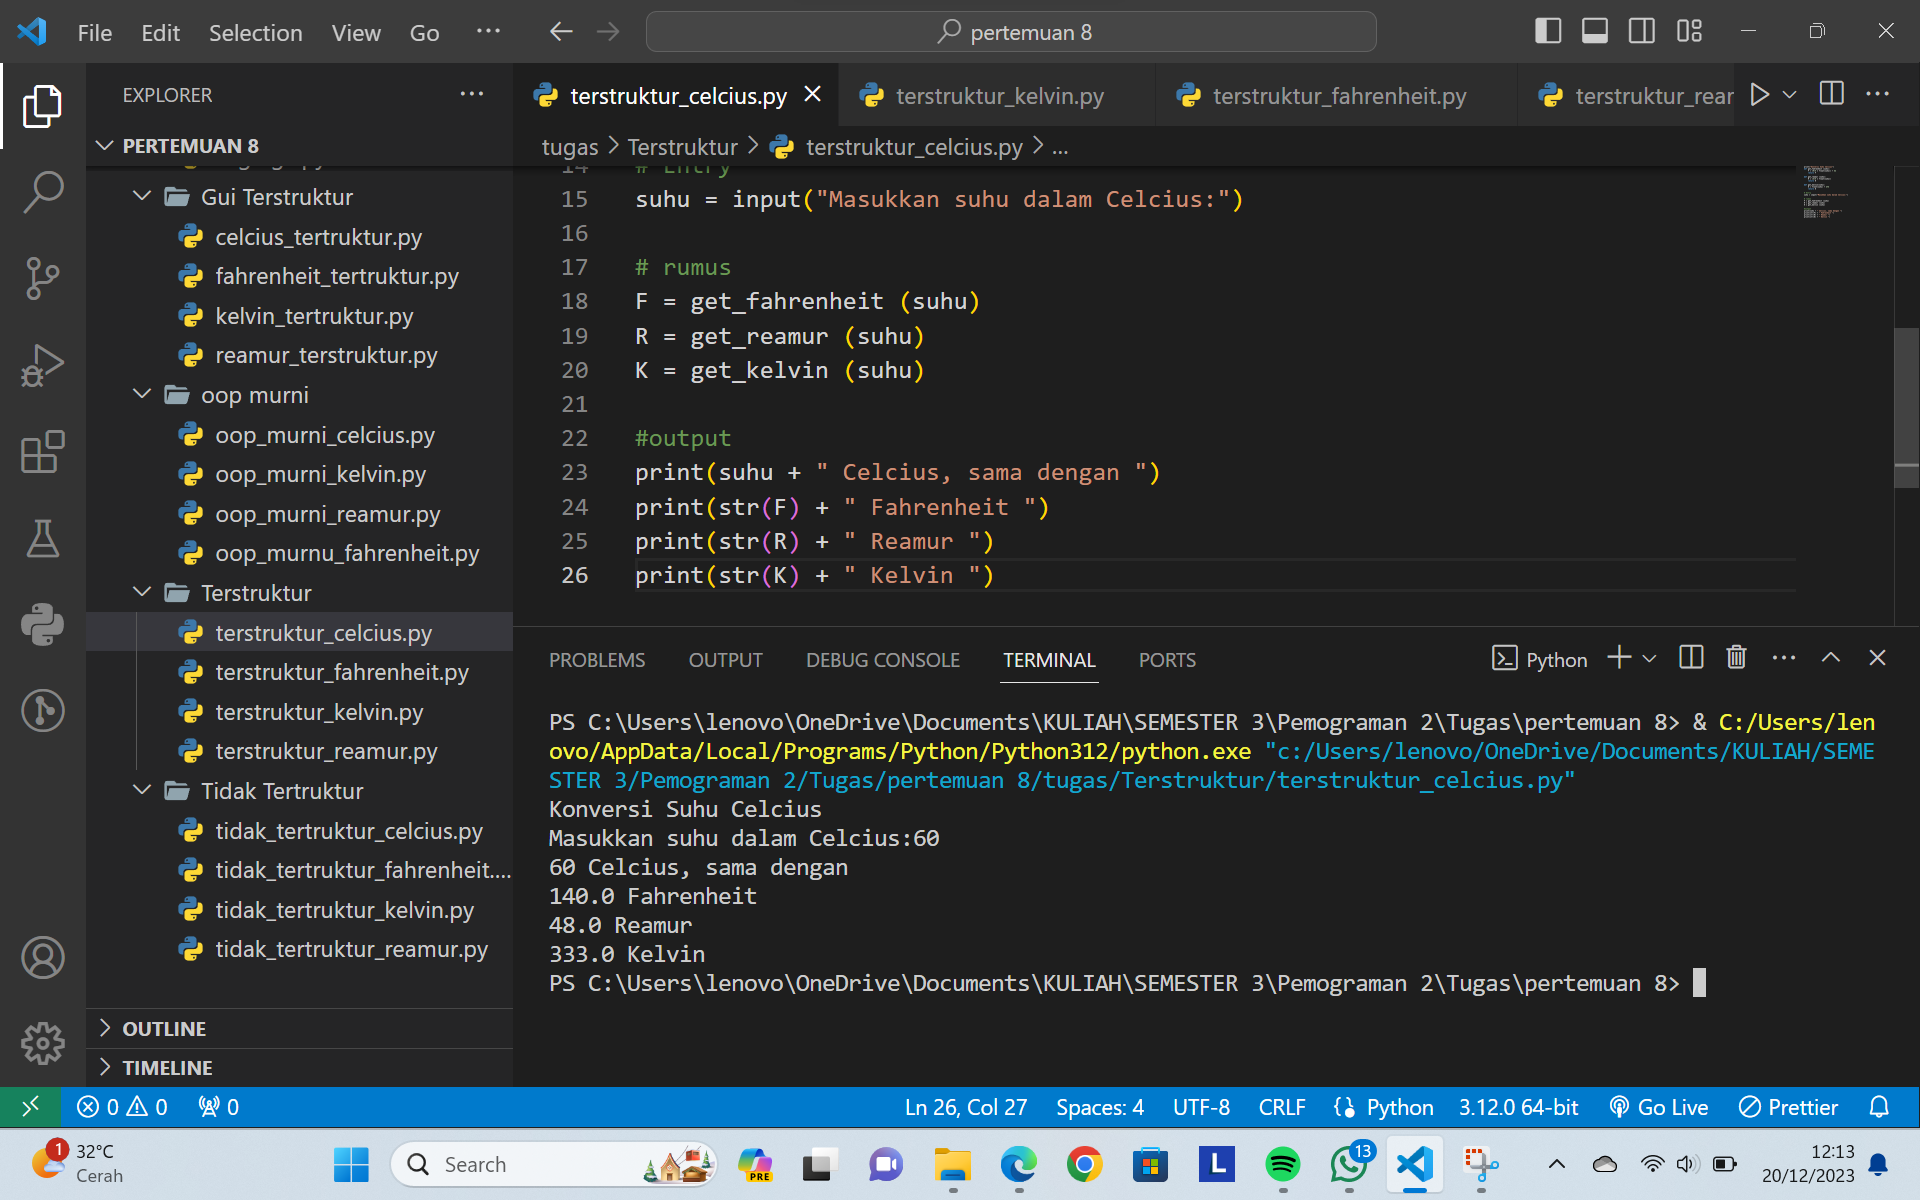 File Edit Selection View Go ...
pertemuan 8
EXPLORER
PERTEMUAN 8
Gui Terstruktur
celcius_tertruktur.py
fahrenheit_tertruktur.py
kelvin_tertruktur.py
reamur_terstruktur.py
oop murni
oop_murni_celcius.py
oop_murni_kelvin.py
oop_murni_reamur.py
oop_murnu_fahrenheit.py
Terstruktur
terstruktur_celcius.py
terstruktur_fahrenheit.py
terstruktur_kelvin.py
terstruktur_reamur.py
Tidak Tertruktur
tidak_tertruktur_celcius.py
tidak_tertruktur_fahrenheit....
tidak_tertruktur_kelvin.py
tidak_tertruktur_reamur.py
OUTLINE
TIMELINE
terstruktur_celcius.py terstruktur_kelvin.py terstruktur_fahrenheit.py terstruktur_rear
tugas > Terstruktur > terstruktur_celcius.py > ...
14 # Entry
15 suhu = input("Masukkan suhu dalam Celcius:")
16
17 # rumus
18 F = get_fahrenheit (suhu)
19 R = get_reamur (suhu)
20 K = get_kelvin (suhu)
21
22 #output
23 print(suhu + " Celcius, sama dengan ")
24 print(str(F) + " Fahrenheit ")
25 print(str(R) + " Reamur ")
26 print(str(K) + " Kelvin ")
PROBLEMS OUTPUT DEBUG CONSOLE TERMINAL PORTS Python
PS C:\Users\lenovo\OneDrive\Documents\KULIAH\SEMESTER 3\Pemograman 2\Tugas\pertemuan 8> & C:/Users/len
ovo/AppData/Local/Programs/Python/Python312/python.exe "c:/Users/lenovo/OneDrive/Documents/KULIAH/SEME
STER 3/Pemograman 2/Tugas/pertemuan 8/tugas/Terstruktur/terstruktur_celcius.py"
Konversi Suhu Celcius
Masukkan suhu dalam Celcius:60
60 Celcius, sama dengan
140.0 Fahrenheit
48.0 Reamur
333.0 Kelvin
PS C:\Users\lenovo\OneDrive\Documents\KULIAH\SEMESTER 3\Pemograman 2\Tugas\pertemuan 8>
0 0 0 Ln 26, Col 27 Spaces: 4 UTF-8 CRLF Python 3.12.0 64-bit Go Live Prettier
1 32°C
Cerah
Search
PRE
L
13
12:13
20/12/2023